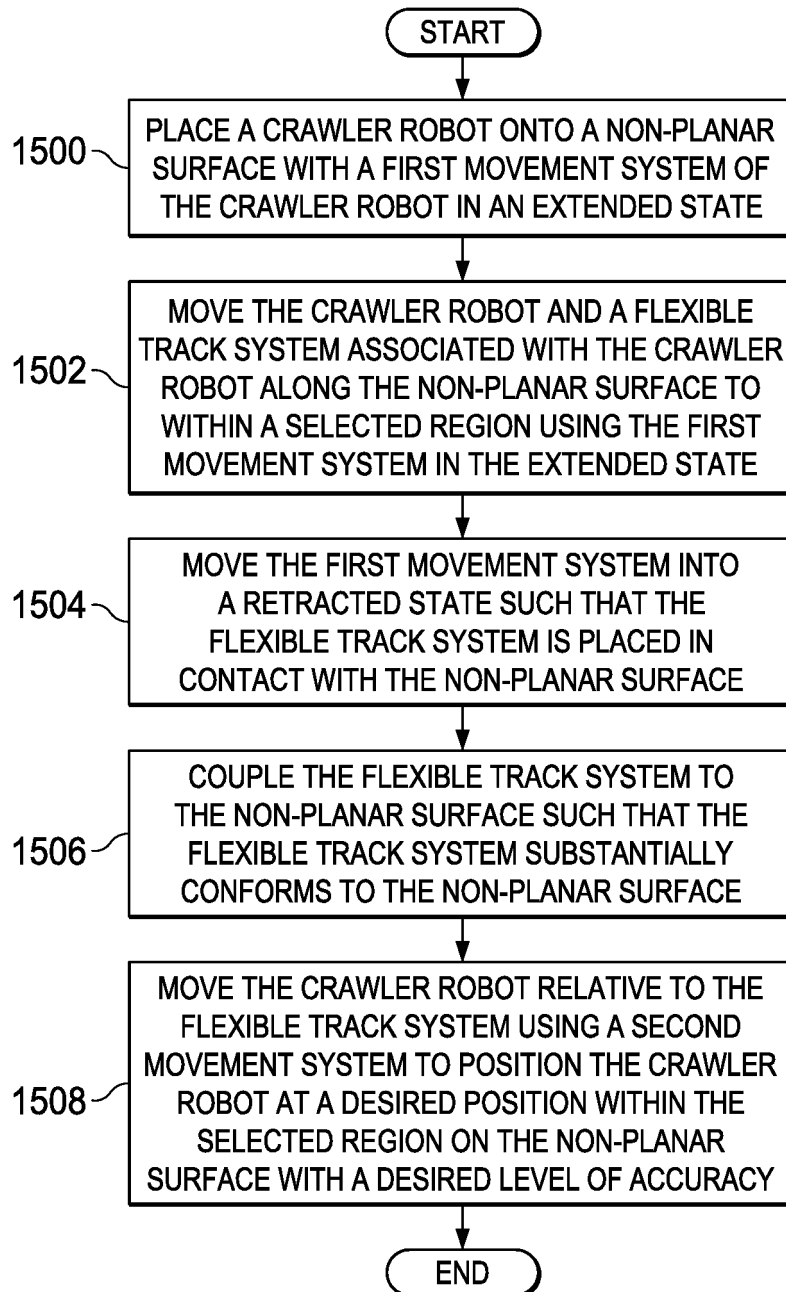 START
1500
PLACE A CRAWLER ROBOT ONTO A NON-PLANAR
SURFACE WITH A FIRST MOVEMENT SYSTEM OF
THE CRAWLER ROBOT IN AN EXTENDED STATE
1502
MOVE THE CRAWLER ROBOT AND A FLEXIBLE
TRACK SYSTEM ASSOCIATED WITH THE CRAWLER
ROBOT ALONG THE NON-PLANAR SURFACE TO
WITHIN A SELECTED REGION USING THE FIRST
MOVEMENT SYSTEM IN THE EXTENDED STATE
1504
MOVE THE FIRST MOVEMENT SYSTEM INTO
A RETRACTED STATE SUCH THAT THE
FLEXIBLE TRACK SYSTEM IS PLACED IN
CONTACT WITH THE NON-PLANAR SURFACE
1506
COUPLE THE FLEXIBLE TRACK SYSTEM TO
THE NON-PLANAR SURFACE SUCH THAT THE
FLEXIBLE TRACK SYSTEM SUBSTANTIALLY
CONFORMS TO THE NON-PLANAR SURFACE
1508
MOVE THE CRAWLER ROBOT RELATIVE TO THE
FLEXIBLE TRACK SYSTEM USING A SECOND
MOVEMENT SYSTEM TO POSITION THE CRAWLER
ROBOT AT A DESIRED POSITION WITHIN THE
SELECTED REGION ON THE NON-PLANAR
SURFACE WITH A DESIRED LEVEL OF ACCURACY
END